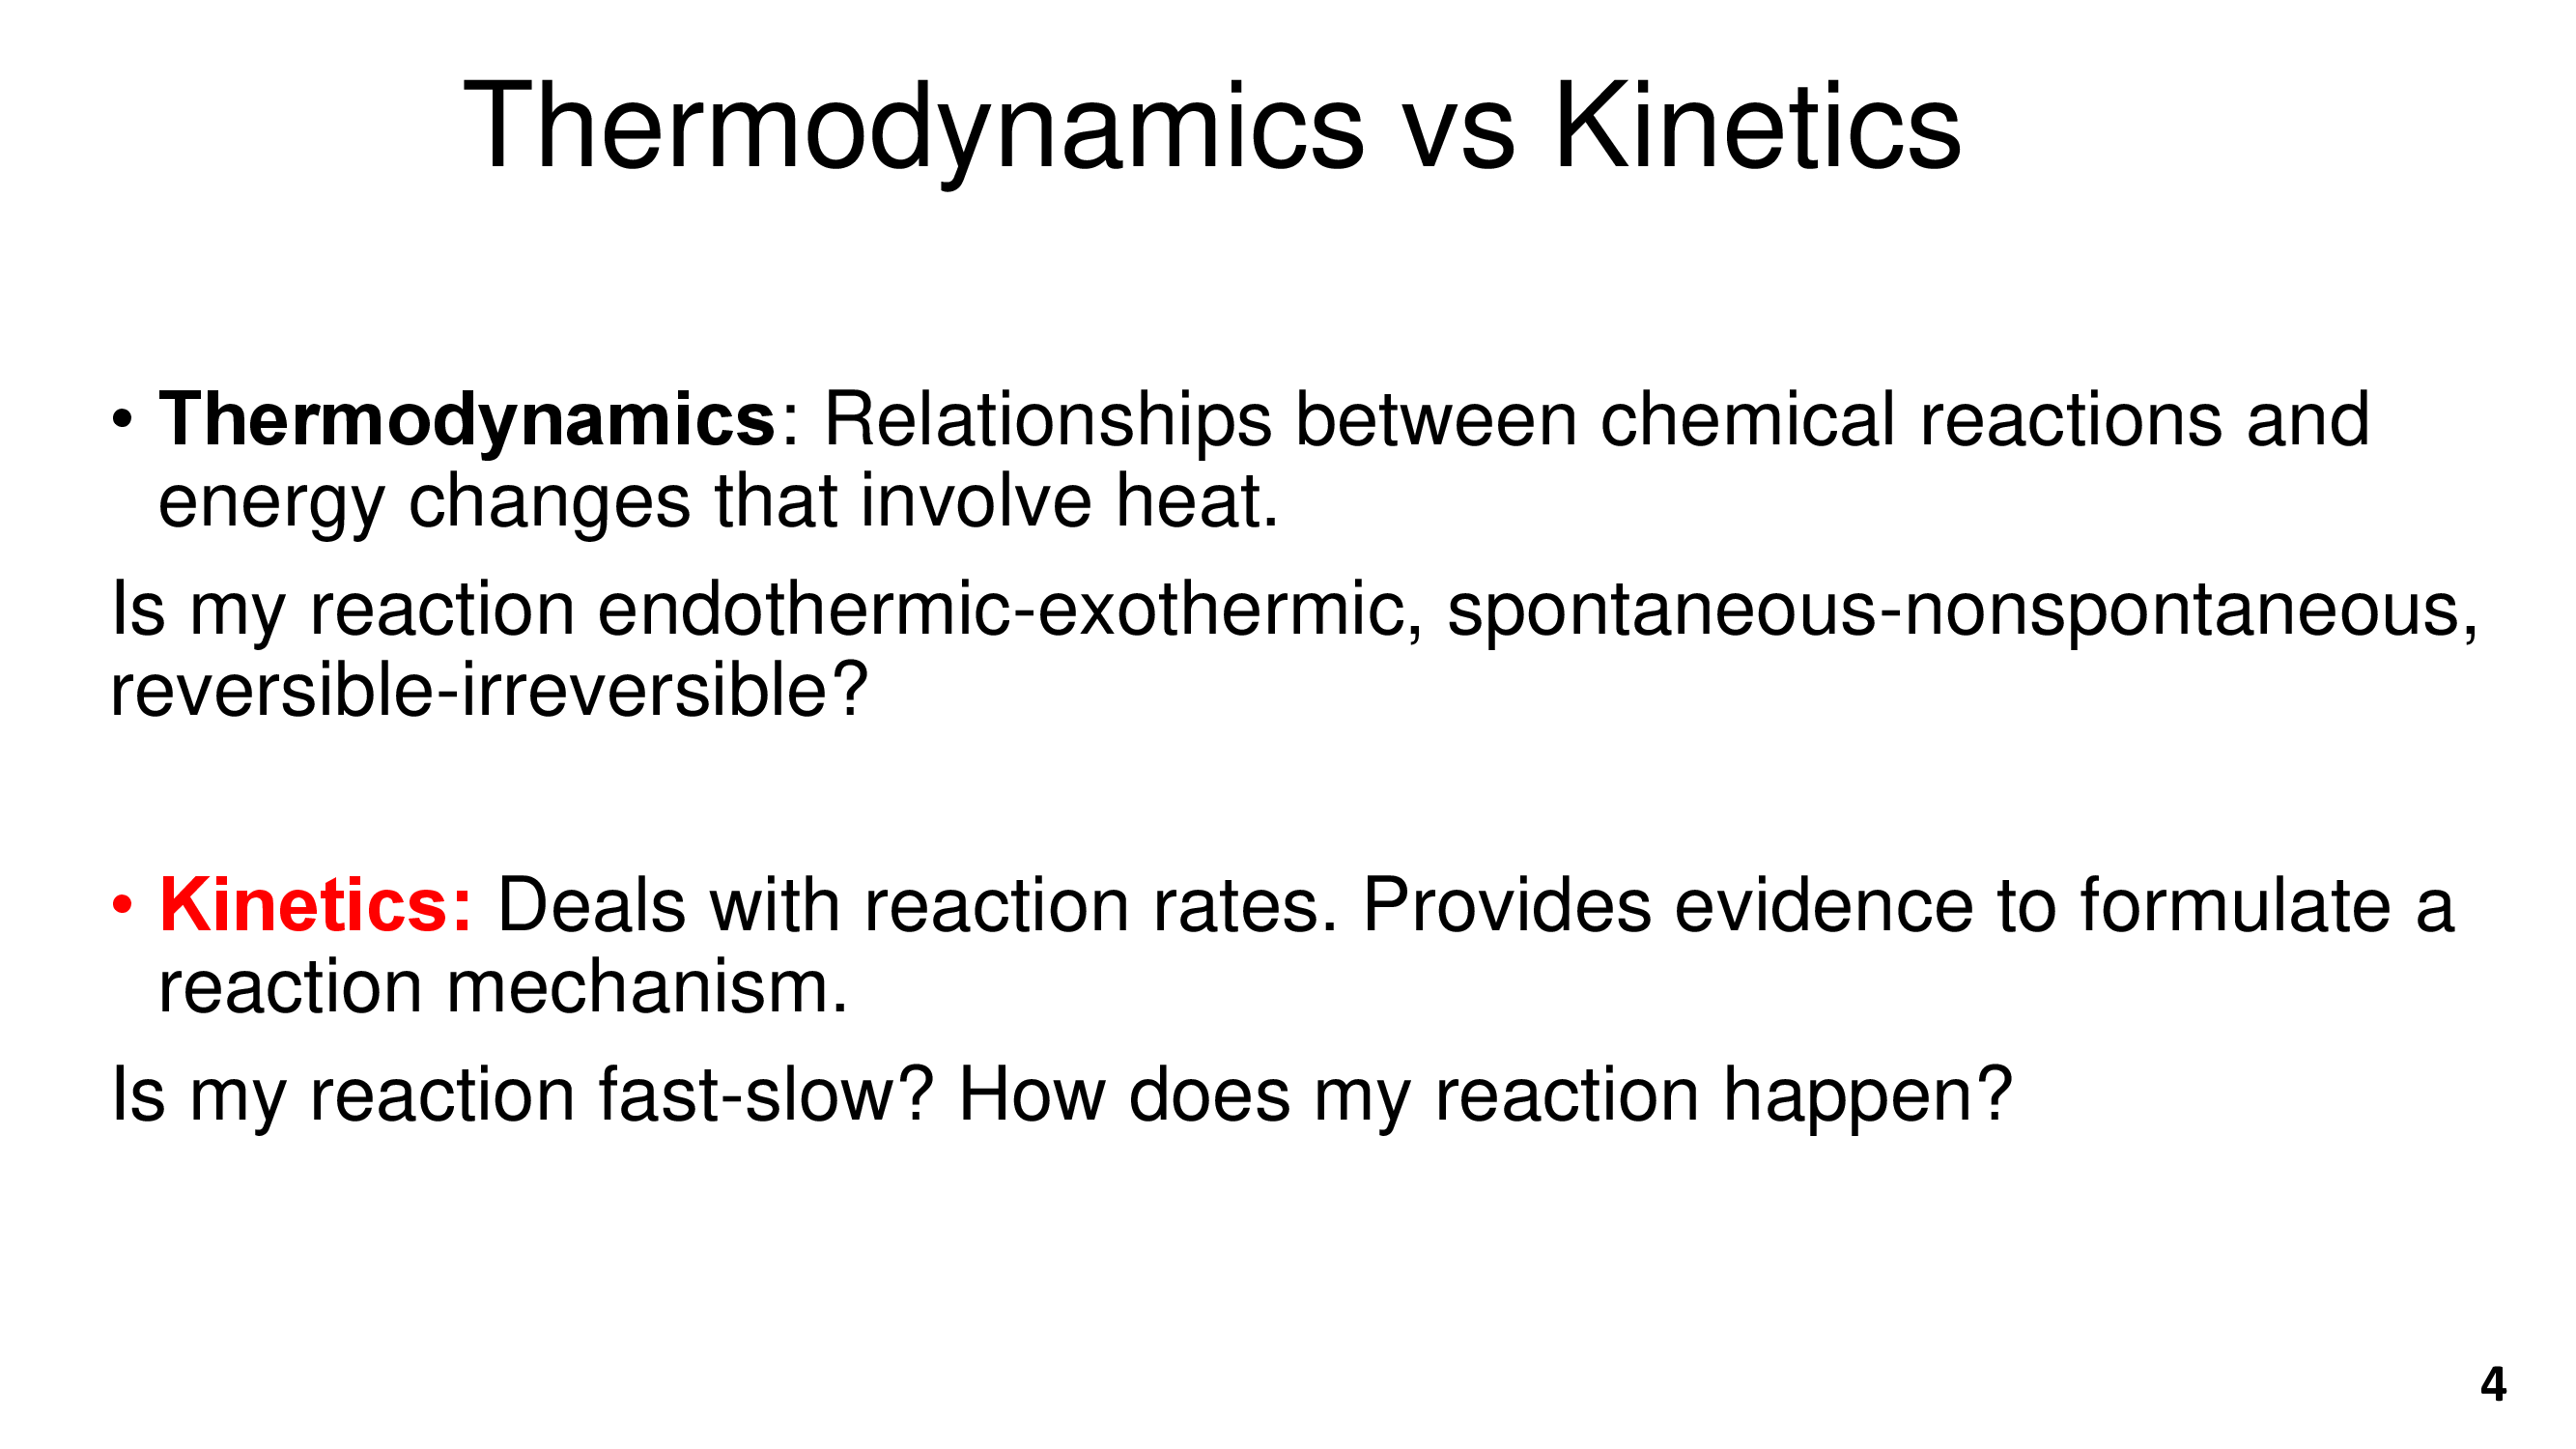 Thermodynamics vs Kinetics
• Thermodynamics: Relationships between chemical reactions and
energy changes that involve heat.
Is my reaction endothermic-exothermic, spontaneous-nonspontaneous,
reversible-irreversible?
• Kinetics: Deals with reaction rates. Provides evidence to formulate a
reaction mechanism.
Is my reaction fast-slow? How does my reaction happen?
4